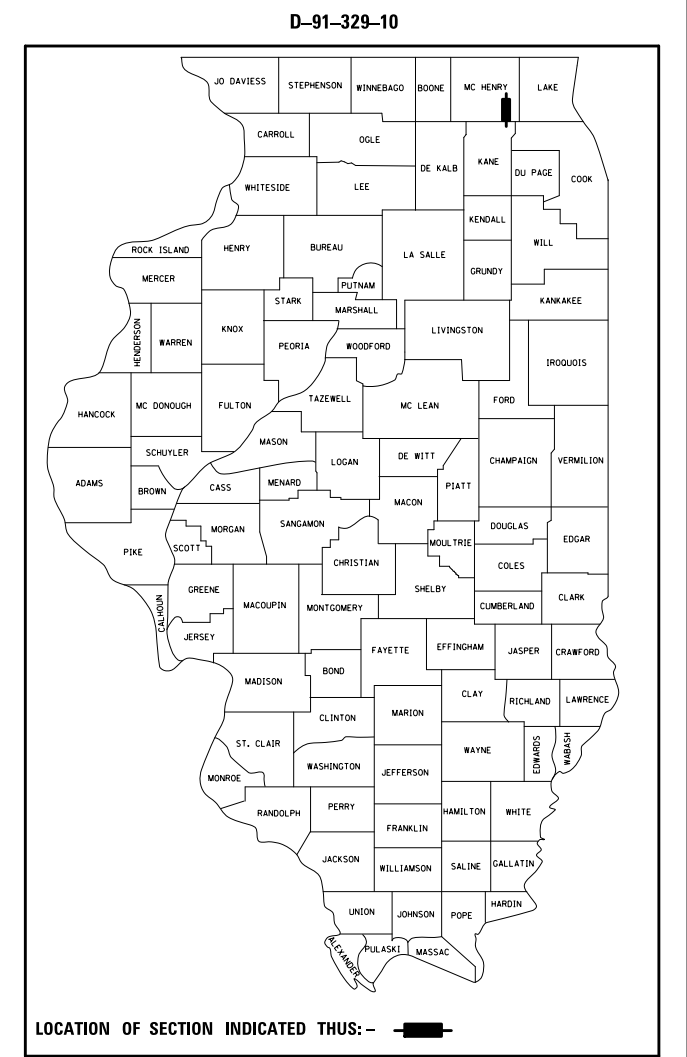 D–91–329–10
JO DAVIESS
STEPHENSON
WINNEBAGO
BOONE
MC HENRY
LAKE
CARROLL
OGLE
DE KALB
KANE
DU PAGE
COOK
WHITESIDE
LEE
KENDALL
WILL
ROCK ISLAND
HENRY
BUREAU
LA SALLE
GRUNDY
MERCER
PUTNAM
STARK
MARSHALL
KANKAKEE
HENDERSON
WARREN
KNOX
PEORIA
WOODFORD
LIVINGSTON
IROQUOIS
HANCOCK
MC DONOUGH
FULTON
TAZEWELL
MC LEAN
FORD
MASON
SCHUYLER
LOGAN
DE WITT
CHAMPAIGN
VERMILION
ADAMS
BROWN
CASS
MENARD
PIATT
MACON
MORGAN
SANGAMON
DOUGLAS
EDGAR
PIKE
SCOTT
CHRISTIAN
MOULTRIE
COLES
CALHOUN
GREENE
MACOUPIN
MONTGOMERY
SHELBY
CUMBERLAND
CLARK
JERSEY
FAYETTE
EFFINGHAM
JASPER
CRAWFORD
BOND
MADISON
CLAY
RICHLAND
LAWRENCE
CLINTON
MARION
ST. CLAIR
WAYNE
EDWARDS
WABASH
WASHINGTON
JEFFERSON
MONROE
RANDOLPH
PERRY
HAMILTON
WHITE
FRANKLIN
JACKSON
WILLIAMSON
SALINE
GALLATIN
UNION
JOHNSON
POPE
HARDIN
ALEXANDER
PULASKI
MASSAC
LOCATION OF SECTION INDICATED THUS: –